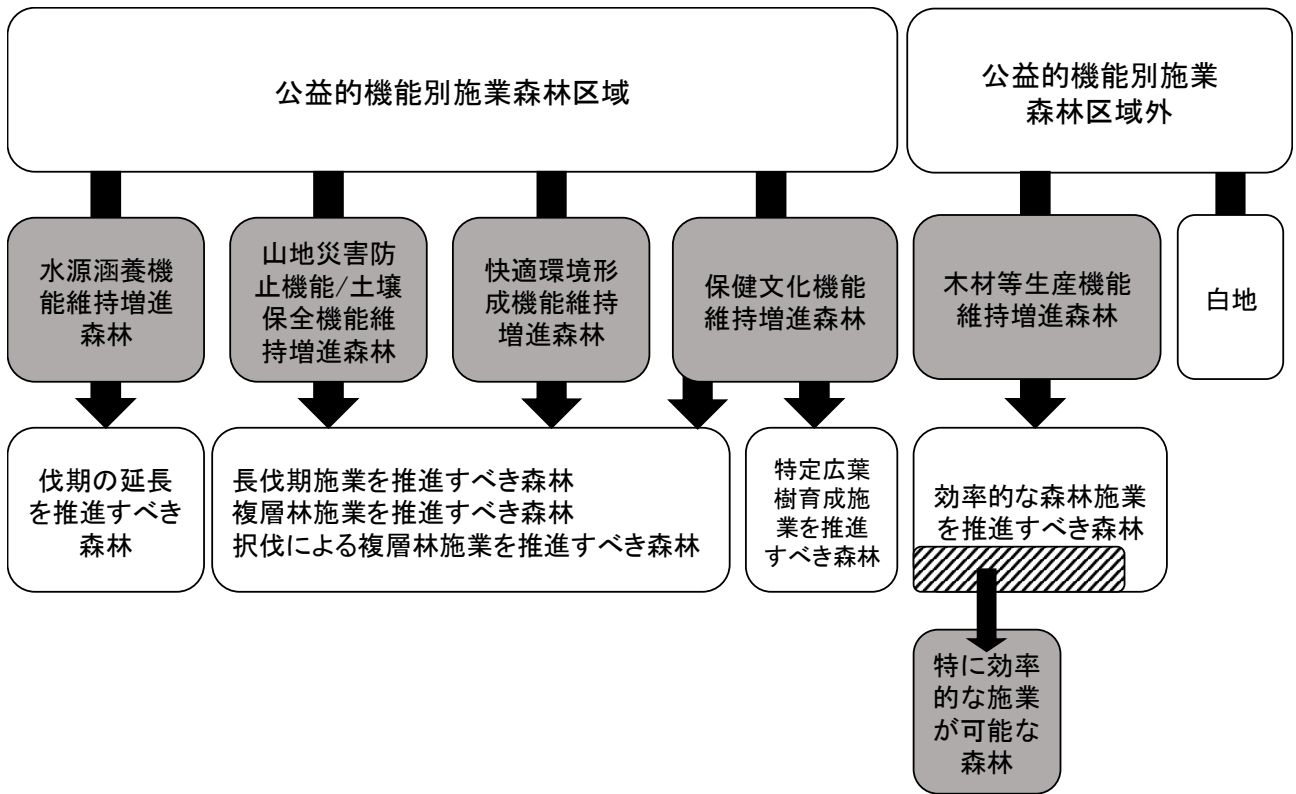 公益的機能別施業森林区域
公益的機能別施業
森林区域外
水源涵養機
能維持増進
森林
山地災害防
止機能/土壌
保全機能維
持増進森林
快適環境形
成機能維持
増進森林
保健文化機能
維持増進森林
木材等生産機能
維持増進森林
白地
伐期の延長
を推進すべき
森林
長伐期施業を推進すべき森林
複層林施業を推進すべき森林
択伐による複層林施業を推進すべき森林
特定広葉
樹育成施
業を推進
すべき森林
効率的な森林施業
を推進すべき森林
特に効率
的な施業
が可能な
森林